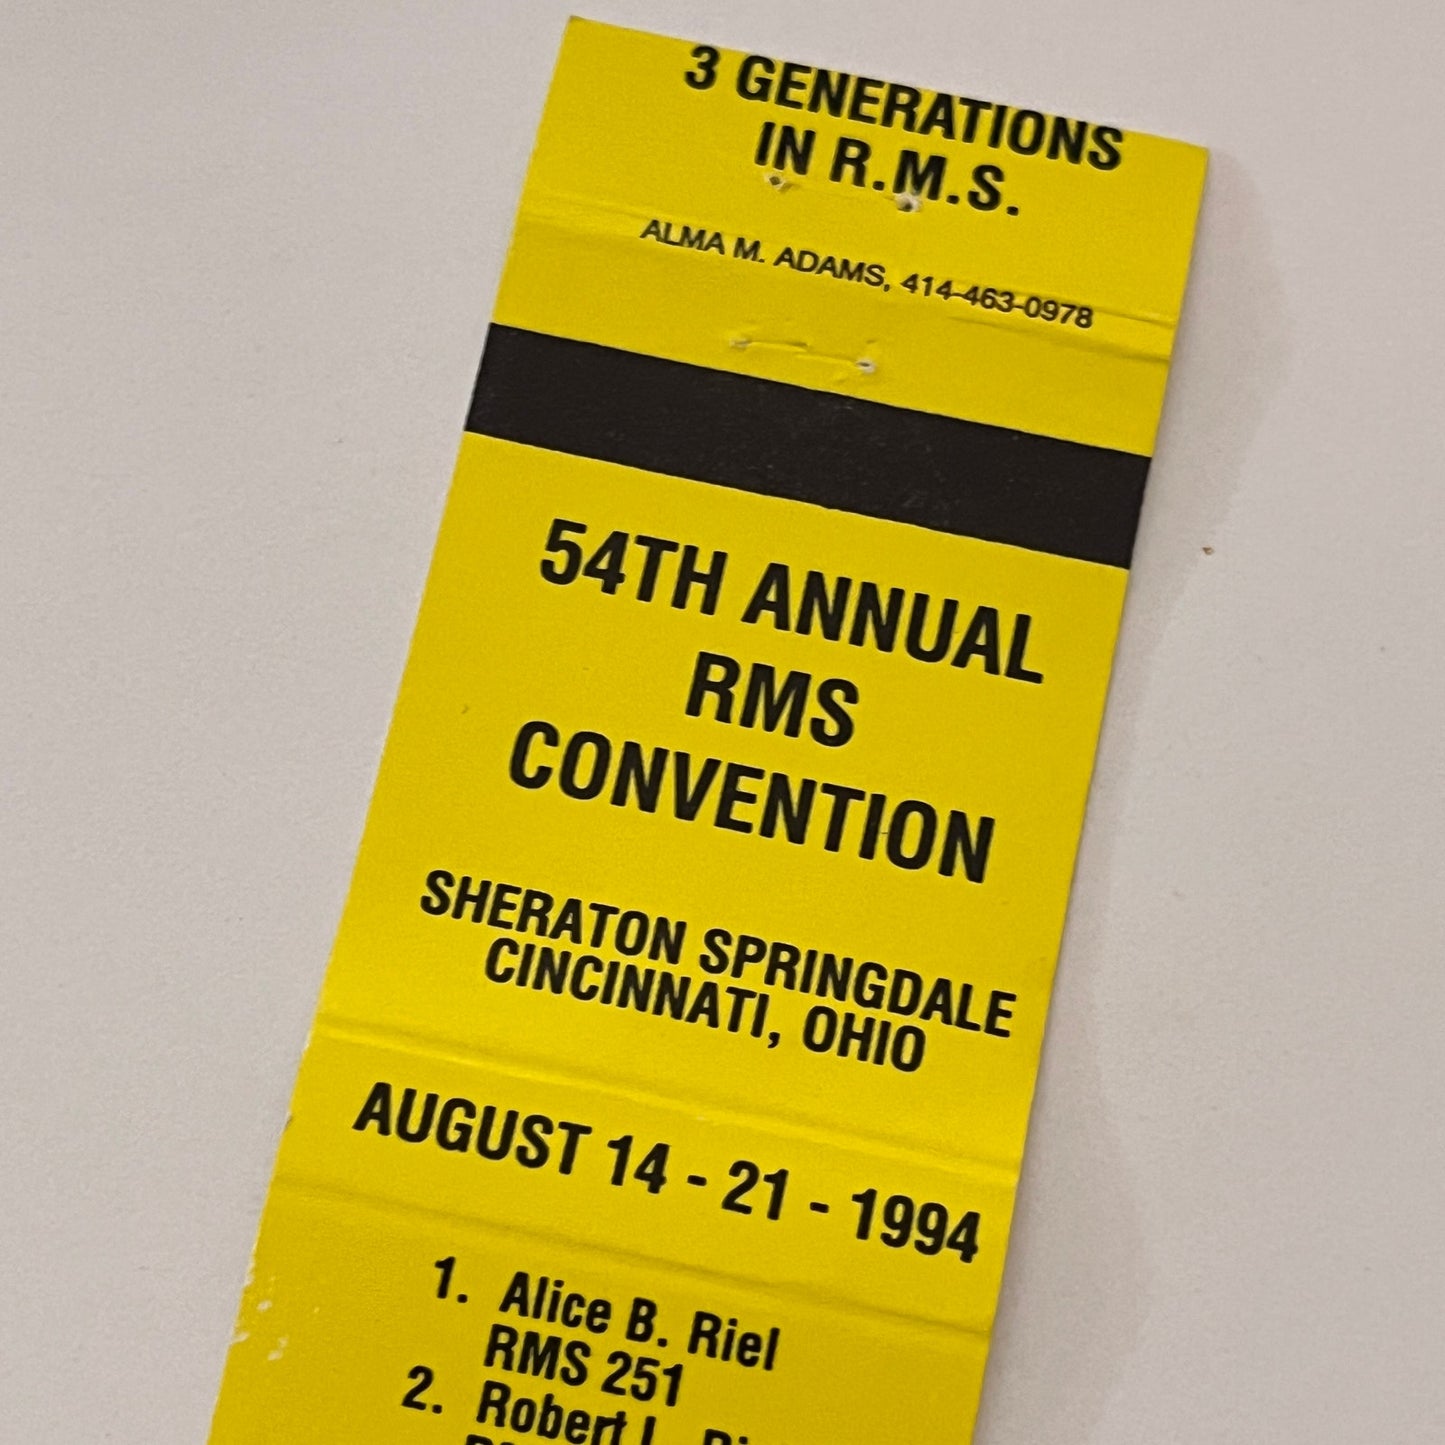 3 GENERATIONS
IN R.M.S.
ALMA M. ADAMS, 414-463-0978
54TH ANNUAL
RMS
CONVENTION
SHERATON SPRINGDALE
CINCINNATI, OHIO
AUGUST 14 - 21 - 1994
1. Alice B. Riel
RMS 251
2. Robert L.